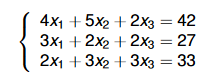 4x₁ + 5x₂ + 2x₃ = 42
3x₁ + 2x₂ + 2x₃ = 27
2x₁ + 3x₂ + 3x₃ = 33